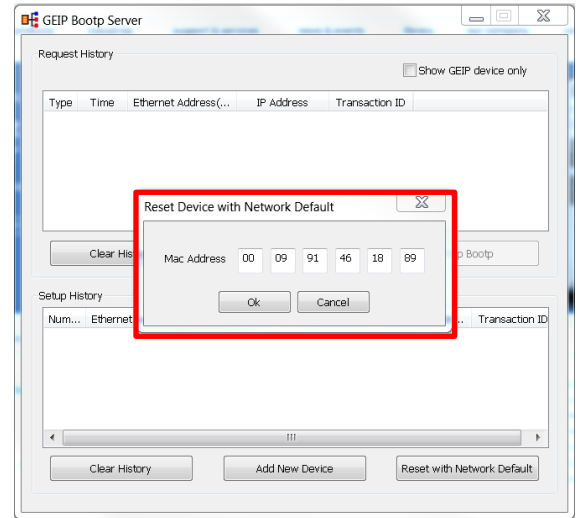 GEIP Bootp Server
Request History
Show GEIP device only
Type Time Ethernet Address(... IP Address Transaction ID
Reset Device with Network Default
Mac Address 00 09 91 46 18 89
Ok Cancel
Clear His
p Bootp
Setup History
Num... Ethernet ... Transaction ID
Clear History Add New Device Reset with Network Default